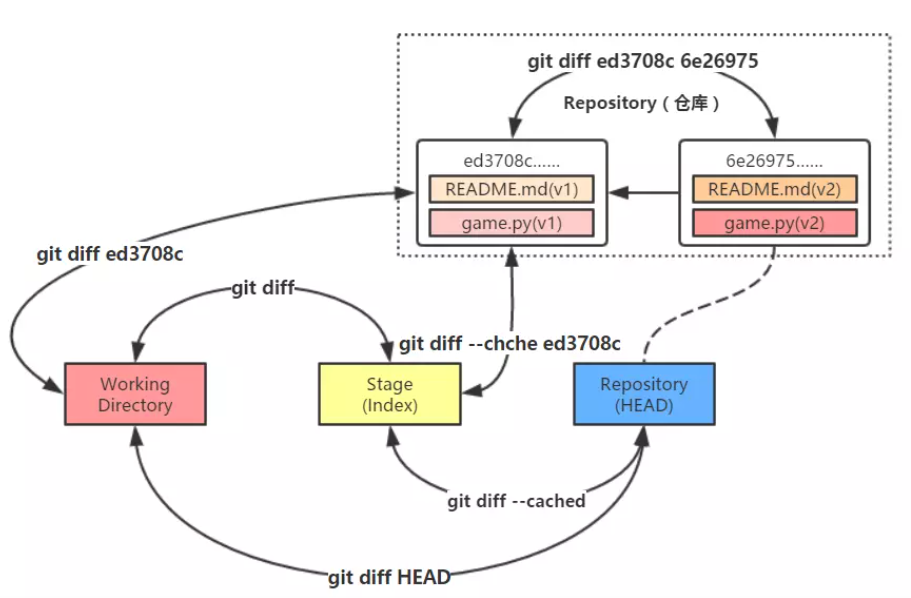 git diff ed3708c 6e26975
Repository ( 仓库 )
ed3708c......
README.md(v1)
game.py(v1)
6e26975......
README.md(v2)
game.py(v2)
git diff ed3708c
git diff
git diff --chche ed3708c
Working
Directory
Stage
(Index)
Repository
(HEAD)
git diff --cached
git diff HEAD